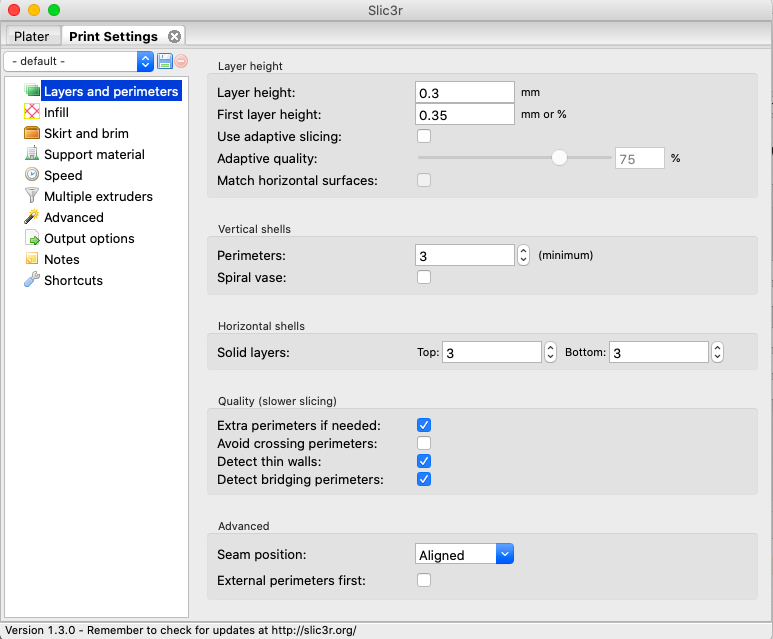 Slic3r
Plater
Print Settings
- default -
Layers and perimeters
Infill
Skirt and brim
Support material
Speed
Multiple extruders
Advanced
Output options
Notes
Shortcuts
Layer height
Layer height: 0.3 mm
First layer height: 0.35 mm or %
Use adaptive slicing:
Adaptive quality: 75 %
Match horizontal surfaces:
Vertical shells
Perimeters: 3 (minimum)
Spiral vase:
Horizontal shells
Solid layers: Top: 3 Bottom: 3
Quality (slower slicing)
Extra perimeters if needed:
Avoid crossing perimeters:
Detect thin walls:
Detect bridging perimeters:
Advanced
Seam position: Aligned
External perimeters first:
Version 1.3.0 - Remember to check for updates at http://slic3r.org/